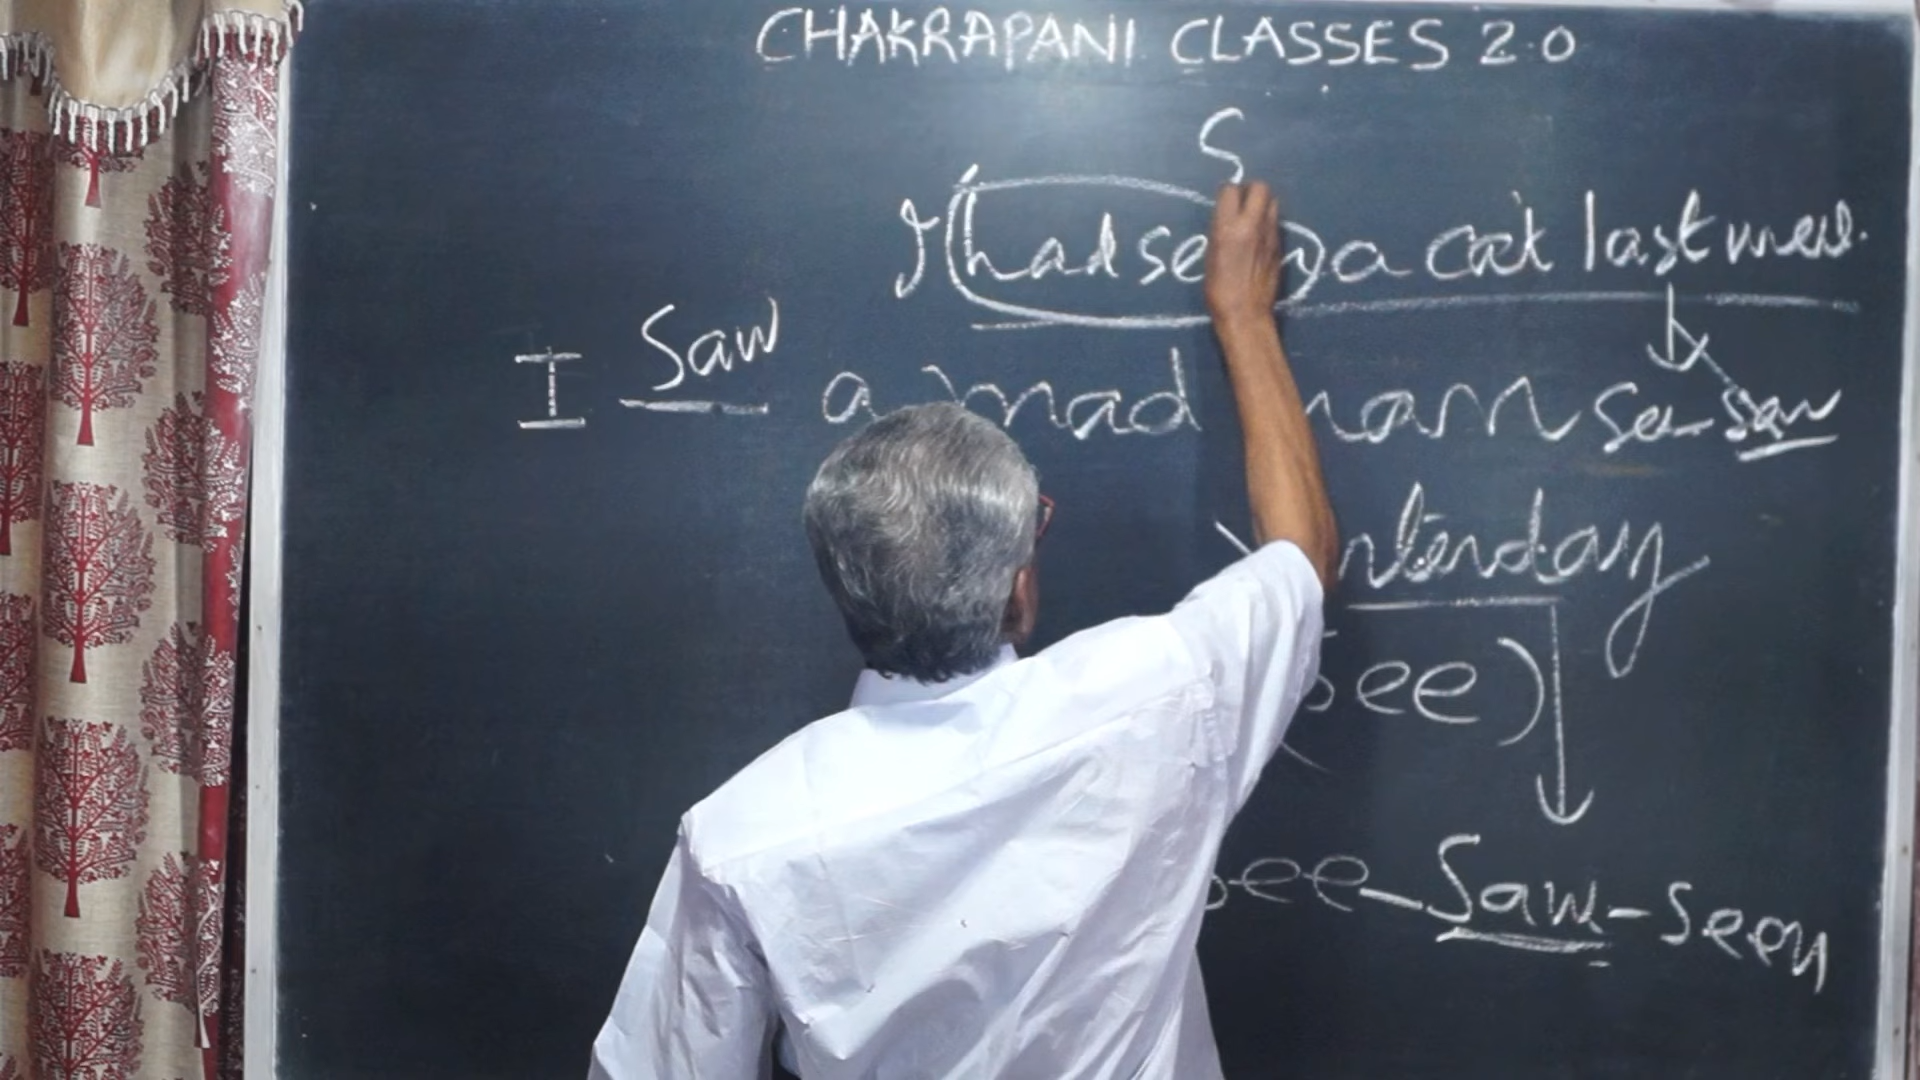 CHAKRAPANI CLASSES 2.0
S
I had seen a cat last week.
I Saw a mad man see-saw
Yesterday
(See)
See-Saw-Seen